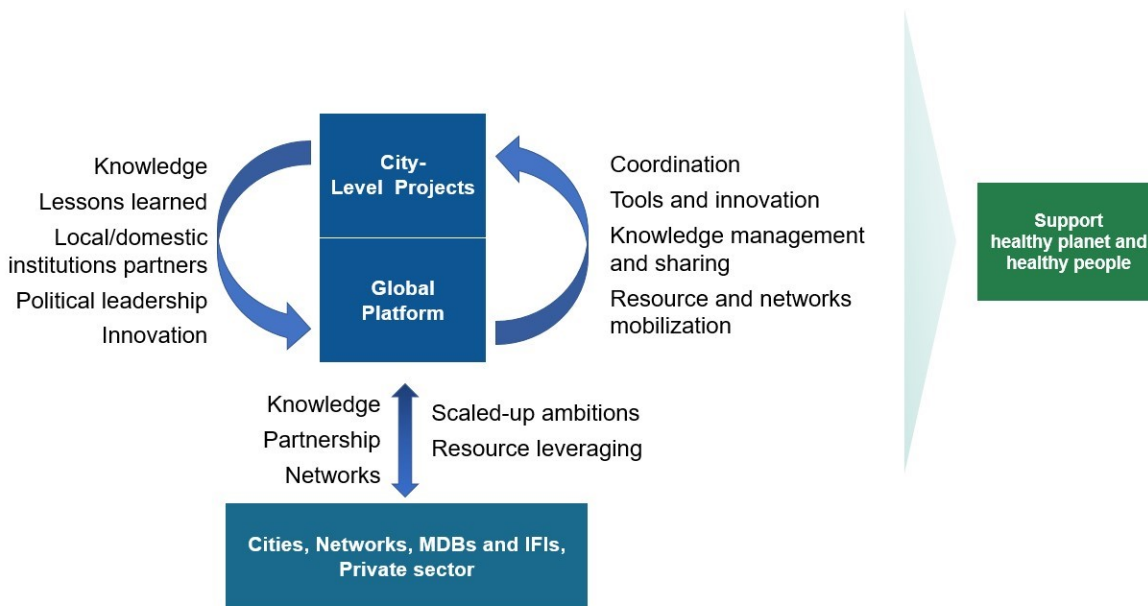 Knowledge
Lessons learned
Local/domestic
institutions partners
Political leadership
Innovation
City-
Level Projects
Global
Platform
Coordination
Tools and innovation
Knowledge management
and sharing
Resource and networks
mobilization
Support
healthy planet and
healthy people
Knowledge
Partnership
Networks
Scaled-up ambitions
Resource leveraging
Cities, Networks, MDBs and IFIs,
Private sector